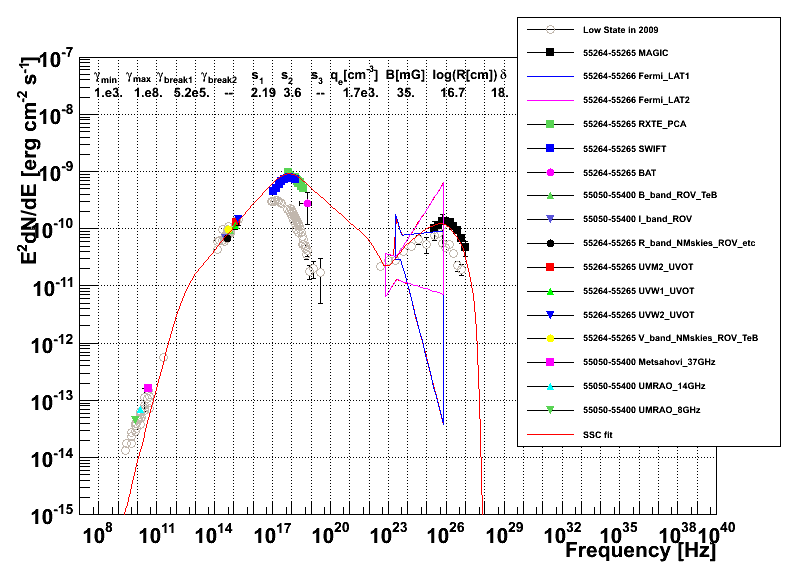 E²dN/dE [erg cm⁻² s⁻¹]
10⁻⁷
10⁻⁸
10⁻⁹
10⁻¹⁰
10⁻¹¹
10⁻¹²
10⁻¹³
10⁻¹⁴
10⁻¹⁵
γmin γmax γbreak1 γbreak2 s₁ s₂ s₃ qe[cm⁻³] B[mG] log(R[cm]) δ
1.e3. 1.e8. 5.2e5. -- 2.19 3.6 -- 1.7e3. 35. 16.7 18.
Low State in 2009
55264-55265 MAGIC
55264-55266 Fermi_LAT1
55264-55266 Fermi_LAT2
55264-55265 RXTE_PCA
55264-55265 SWIFT
55264-55265 BAT
55050-55400 B_band_ROV_TeB
55050-55400 I_band_ROV
55264-55265 R_band_NMskies_ROV_etc
55264-55265 UVM2_UVOT
55264-55265 UVW1_UVOT
55264-55265 UVW2_UVOT
55264-55265 V_band_NMskies_ROV_TeB
55050-55400 Metsahovi_37GHz
55050-55400 UMRAO_14GHz
55050-55400 UMRAO_8GHz
SSC fit
10⁸ 10¹¹ 10¹⁴ 10¹⁷ 10²⁰ 10²³ 10²⁶ 10²⁹ 10³² 10³⁵ 10³⁸ 10⁴⁰
Frequency [Hz]